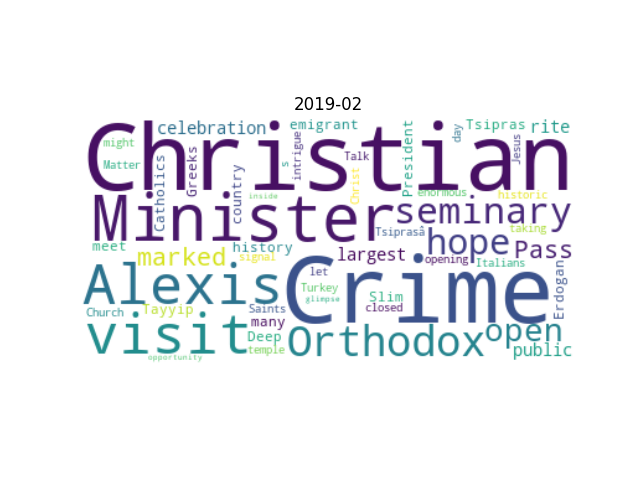 2019-02
Christian
celebration
emigrant
Tsipras
rite
might
Matter
Catholics
Greeks
country
s
intrigue
Talk
Christ
President
day
Jesus
enormous
historic
inside
Minister
seminary
Tsiprasâ
taking
meet
marked
history
signal
largest
hope
opening
Pass
Italians
Alexis
Crime
let
Turkey
glimpse
Slim
closed
Erdogan
Church
Tayyip
Saints
many
visit
Deep
temple
Orthodox
open
public
opportunity